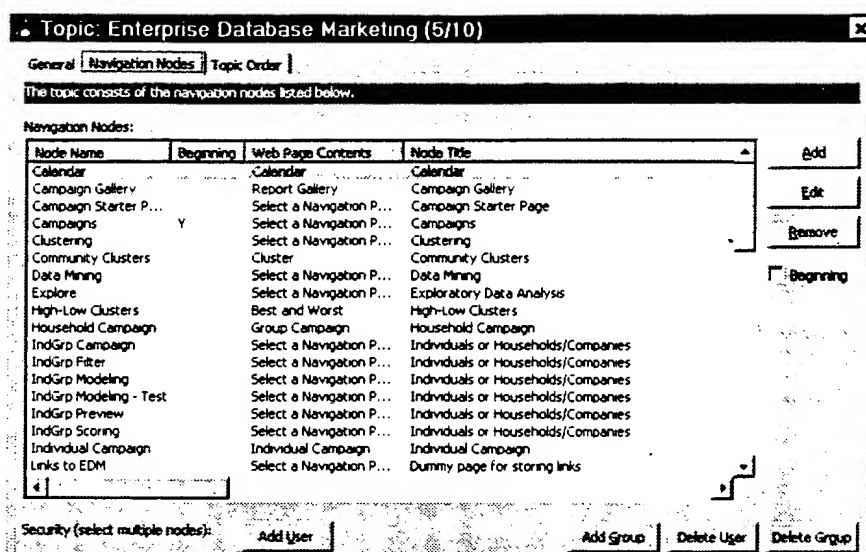 Topic: Enterprise Database Marketing (5/10)
General Navigation Nodes Topic Order
The topic consists of the navigation nodes listed below.
Navigation Nodes:
Node Name Beginning Web Page Contents Node Title
Calendar Calendar Calendar
Campaign Gallery Report Gallery Campaign Gallery
Campaign Starter P... Select a Navigation P... Campaign Starter Page
Campaigns Y Select a Navigation P... Campaigns
Clustering Select a Navigation P... Clustering
Community Clusters Cluster Community Clusters
Data Mining Select a Navigation P... Data Mining
Explore Select a Navigation P... Exploratory Data Analysis
High-Low Clusters Best and Worst High-Low Clusters
Household Campaign Group Campaign Household Campaign
IndGrp Campaign Select a Navigation P... Individuals or Households/Companies
IndGrp Filter Select a Navigation P... Individuals or Households/Companies
IndGrp Modeling Select a Navigation P... Individuals or Households/Companies
IndGrp Modeling - Test Select a Navigation P... Individuals or Households/Companies
IndGrp Preview Select a Navigation P... Individuals or Households/Companies
IndGrp Scoring Select a Navigation P... Individuals or Households/Companies
Individual Campaign Individual Campaign Individual Campaign
Links to EDM Select a Navigation P... Dummy page for storing links
Add
Edit
Remove
Beginning
Security (select multiple nodes): Add User Add Group Delete User Delete Group